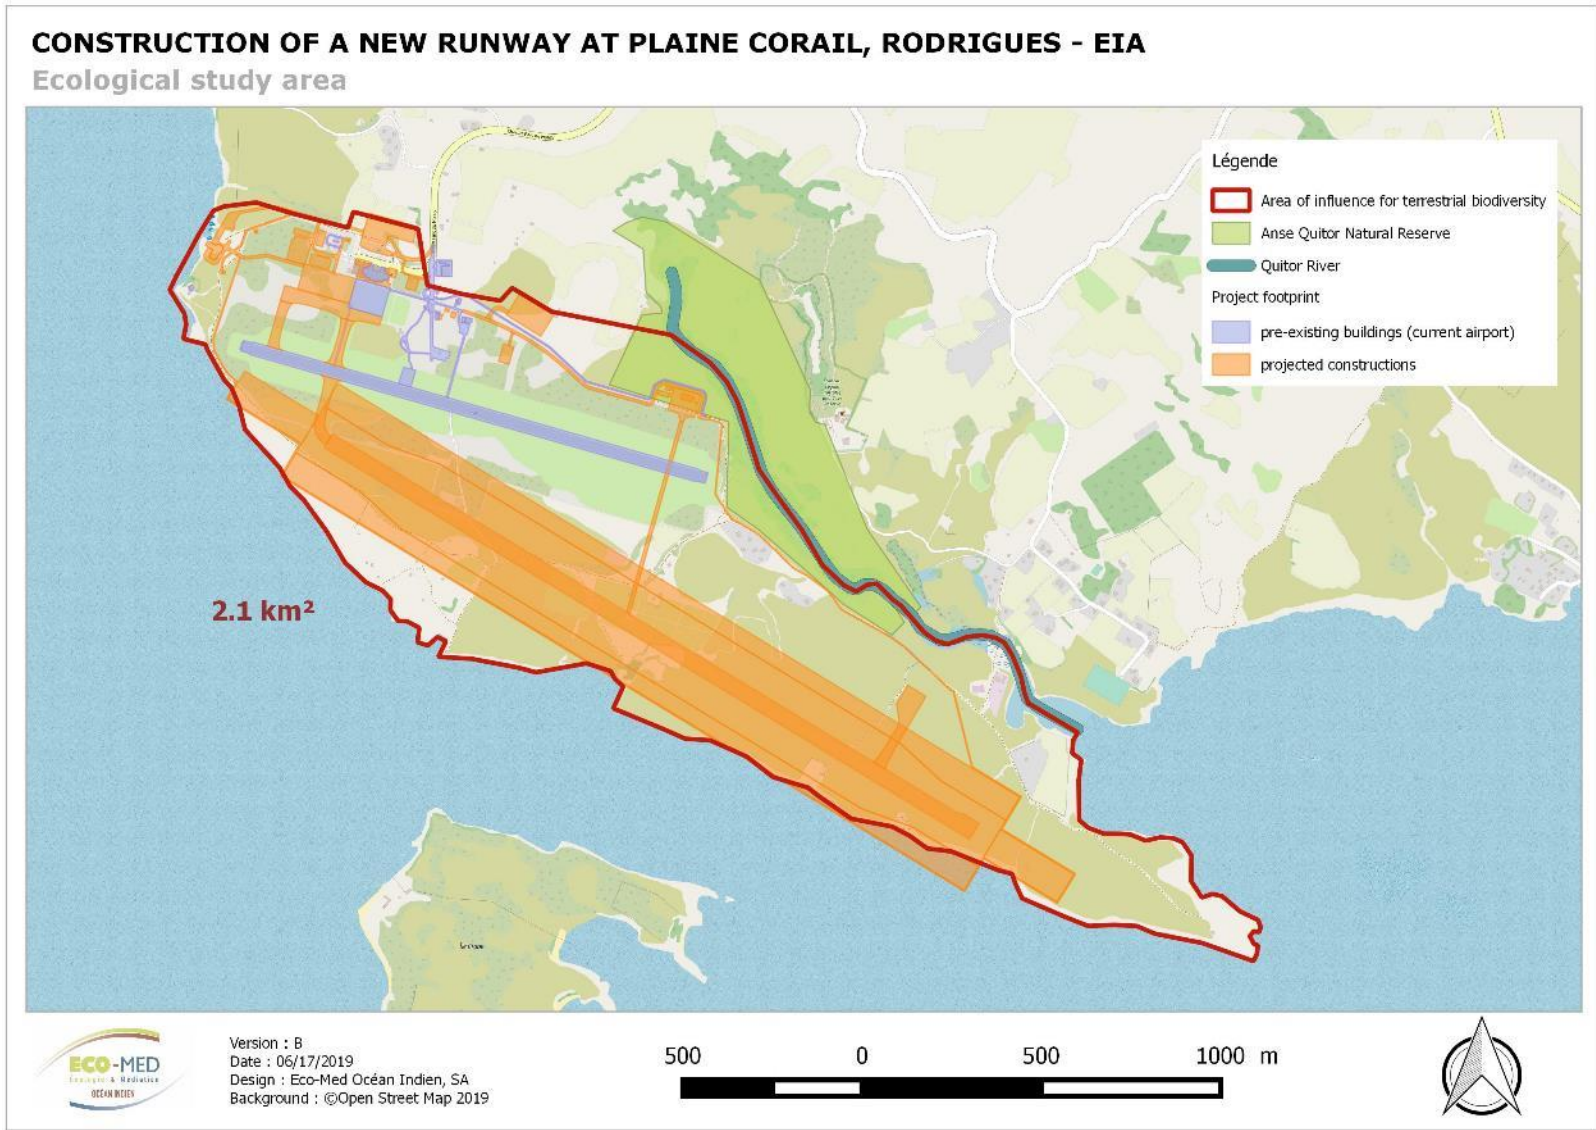 CONSTRUCTION OF A NEW RUNWAY AT PLAINE CORAIL, RODRIGUES - EIA
Ecological study area
Légende
Area of influence for terrestrial biodiversity
Anse Quitor Natural Reserve
Quitor River
Project footprint
pre-existing buildings (current airport)
projected constructions
2.1 km²
ECO-MED
OCÉAN INDIEN
Version : B
Date : 06/17/2019
Design : Eco-Med Océan Indien, SA
Background : ©Open Street Map 2019
500 0 500 1000 m